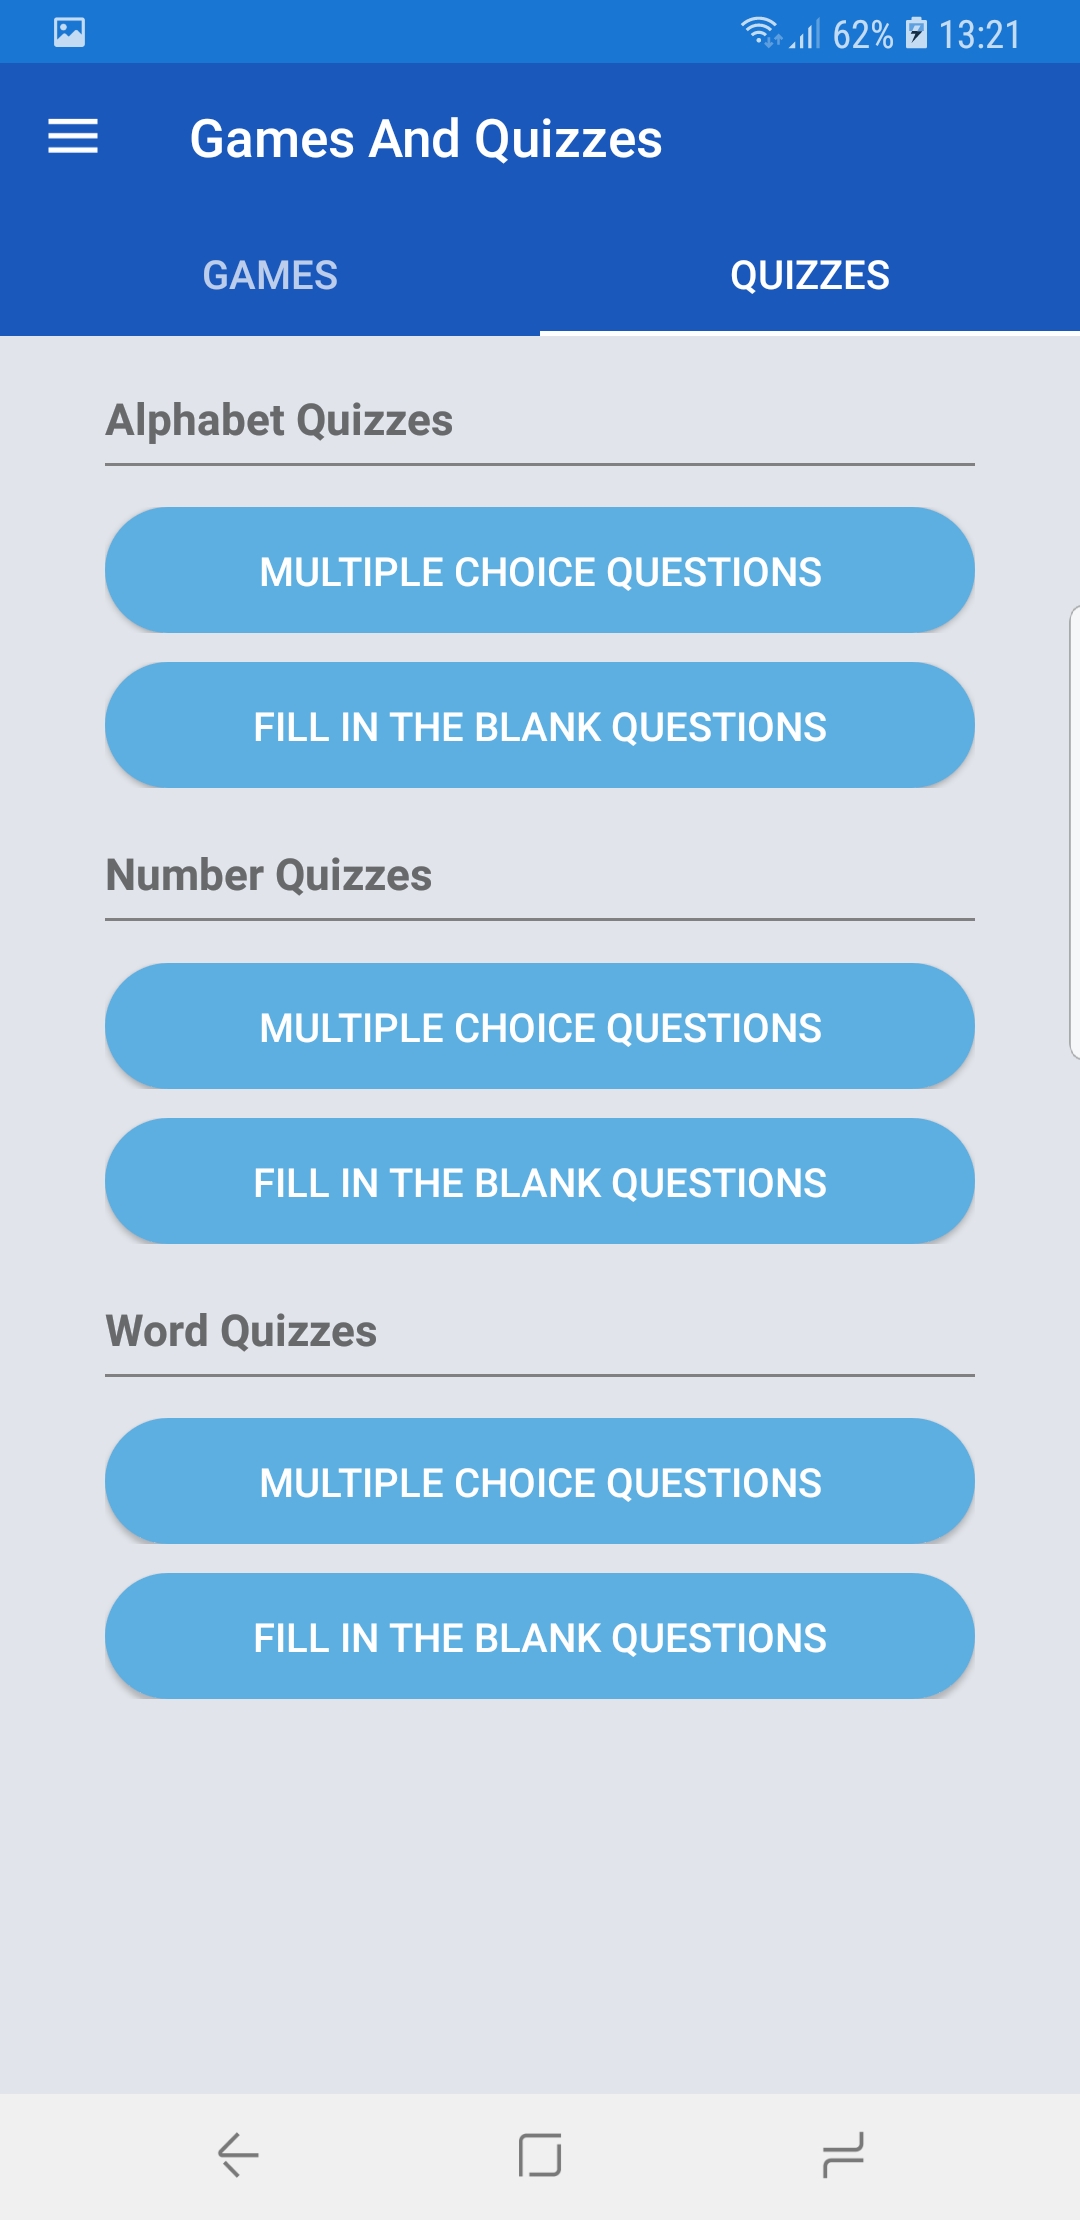 62% 13:21
Games And Quizzes
GAMES QUIZZES
Alphabet Quizzes
MULTIPLE CHOICE QUESTIONS
FILL IN THE BLANK QUESTIONS
Number Quizzes
MULTIPLE CHOICE QUESTIONS
FILL IN THE BLANK QUESTIONS
Word Quizzes
MULTIPLE CHOICE QUESTIONS
FILL IN THE BLANK QUESTIONS